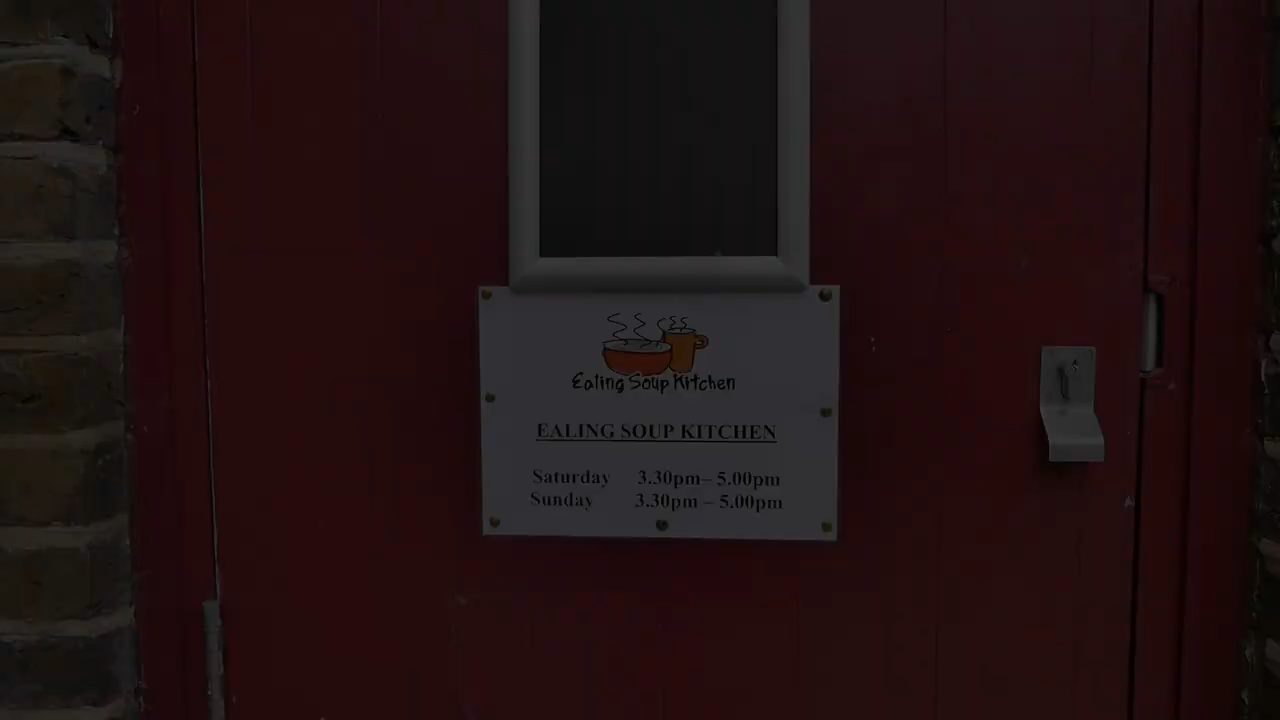 Ealing Soup Kitchen
EALING SOUP KITCHEN
Saturday 3.30pm– 5.00pm
Sunday 3.30pm – 5.00pm